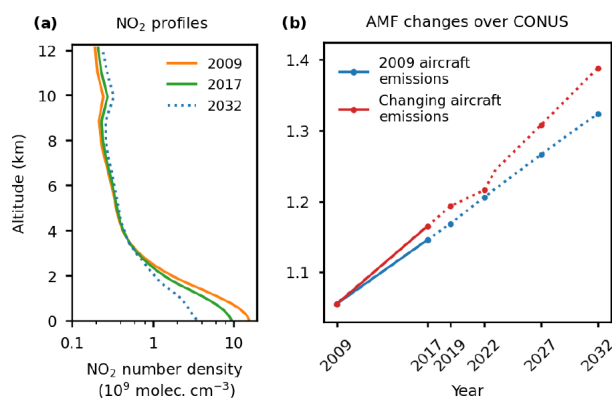 (a) NO₂ profiles
12
10
8
6
4
2
0
Altitude (km)
2009
2017
2032
0.1 1 10
NO₂ number density
(10⁹ molec. cm⁻³)
(b) AMF changes over CONUS
1.4
1.3
1.2
1.1
2009 aircraft
emissions
Changing aircraft
emissions
2009 2017 2019 2022 2027 2032
Year